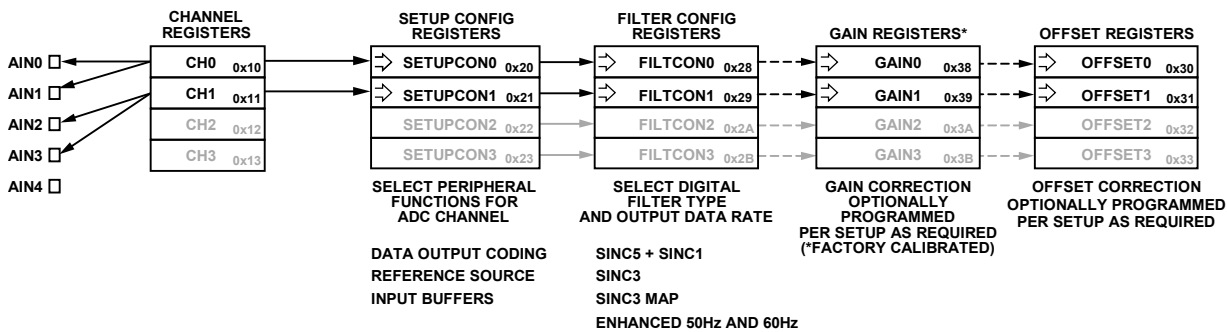 CHANNEL
REGISTERS
SETUP CONFIG
REGISTERS
FILTER CONFIG
REGISTERS
GAIN REGISTERS*
OFFSET REGISTERS
AIN0
AIN1
AIN2
AIN3
AIN4
CH0 0x10
CH1 0x11
CH2 0x12
CH3 0x13
SETUPCON0 0x20
SETUPCON1 0x21
SETUPCON2 0x22
SETUPCON3 0x23
FILTCON0 0x28
FILTCON1 0x29
FILTCON2 0x2A
FILTCON3 0x2B
GAIN0 0x38
GAIN1 0x39
GAIN2 0x3A
GAIN3 0x3B
OFFSET0 0x30
OFFSET1 0x31
OFFSET2 0x32
OFFSET3 0x33
SELECT PERIPHERAL
FUNCTIONS FOR
ADC CHANNEL
SELECT DIGITAL
FILTER TYPE
AND OUTPUT DATA RATE
GAIN CORRECTION
OPTIONALLY
PROGRAMMED
PER SETUP AS REQUIRED
(*FACTORY CALIBRATED)
OFFSET CORRECTION
OPTIONALLY PROGRAMMED
PER SETUP AS REQUIRED
DATA OUTPUT CODING
REFERENCE SOURCE
INPUT BUFFERS
SINC5 + SINC1
SINC3
SINC3 MAP
ENHANCED 50Hz AND 60Hz